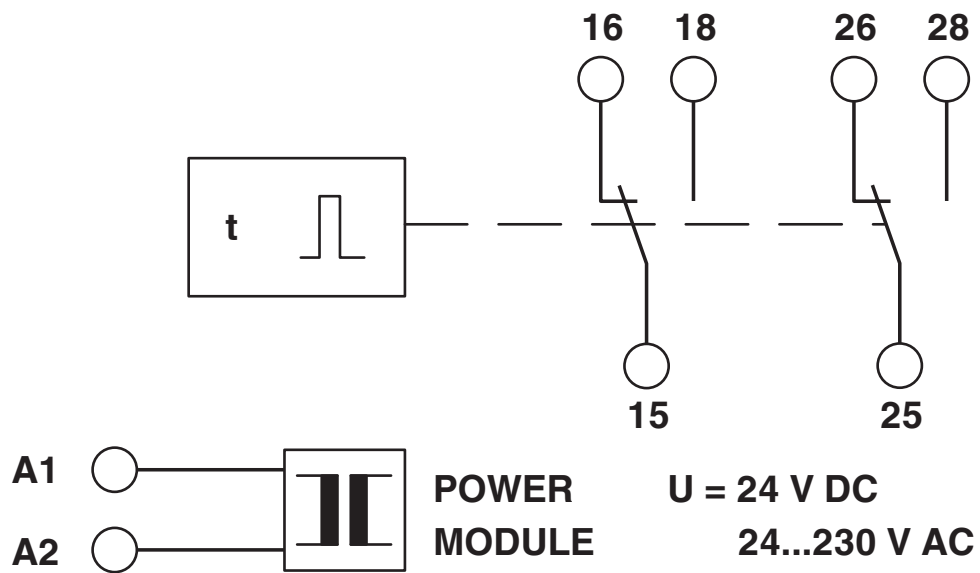 16 18 26 28
t
15 25
A1
POWER U = 24 V DC
A2
MODULE 24...230 V AC